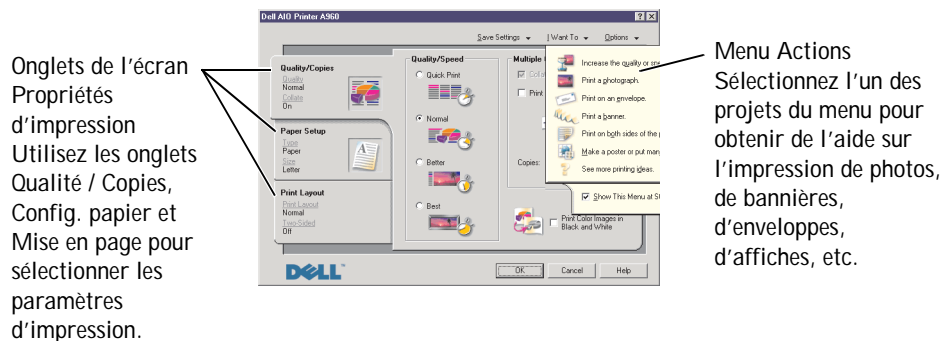 Onglets de l'écran
Propriétés
d'impression
Utilisez les onglets
Qualité / Copies,
Config. papier et
Mise en page pour
sélectionner les
paramètres
d'impression.
Dell AIO Printer A960
Save Settings
I Want To
Options
Quality/Copies
Quality
Normal
Collate
On
Paper Setup
Type
Paper
Size
Letter
Print Layout
Print Layout
Normal
Two-Sided
Off
Quality/Speed
Quick Print
Normal
Better
Best
Multiple
Print
Copies:
Print Color Images in
Black and White
Increase the quality or
Print a photograph.
Print on an envelope.
Print a banner.
Print on both sides of the
Make a poster or put
See more printing ideas.
Show This Menu at
DELL
OK
Cancel
Help
Menu Actions
Sélectionnez l'un des
projets du menu pour
obtenir de l'aide sur
l'impression de photos,
de bannières,
d'enveloppes,
d'affiches, etc.